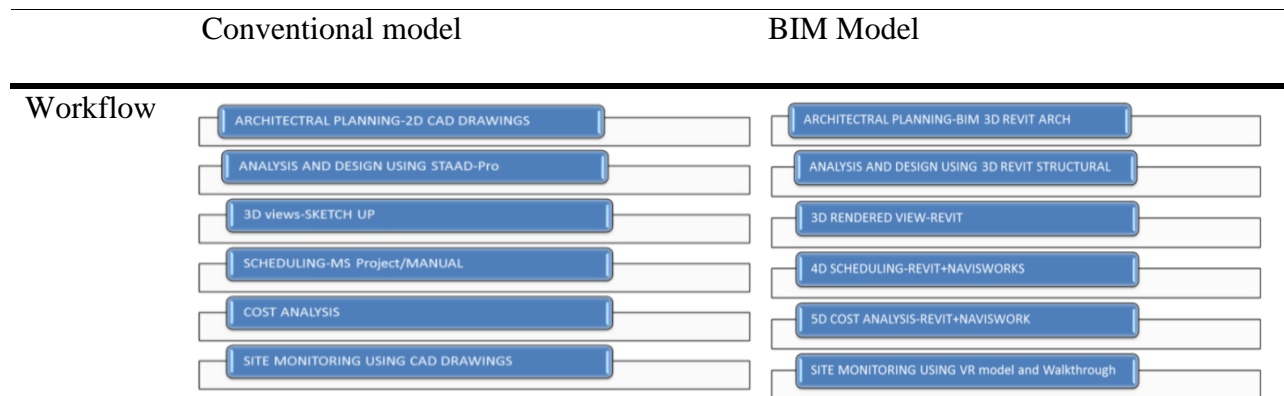 Conventional model
BIM Model
Workflow
ARCHITECTRAL PLANNING-2D CAD DRAWINGS
ANALYSIS AND DESIGN USING STAAD-Pro
3D views-SKETCH UP
SCHEDULING-MS Project/MANUAL
COST ANALYSIS
SITE MONITORING USING CAD DRAWINGS
ARCHITECTRAL PLANNING-BIM 3D REVIT ARCH
ANALYSIS AND DESIGN USING 3D REVIT STRUCTURAL
3D RENDERED VIEW-REVIT
4D SCHEDULING-REVIT+NAVISWORKS
5D COST ANALYSIS-REVIT+NAVISWORK
SITE MONITORING USING VR model and Walkthrough